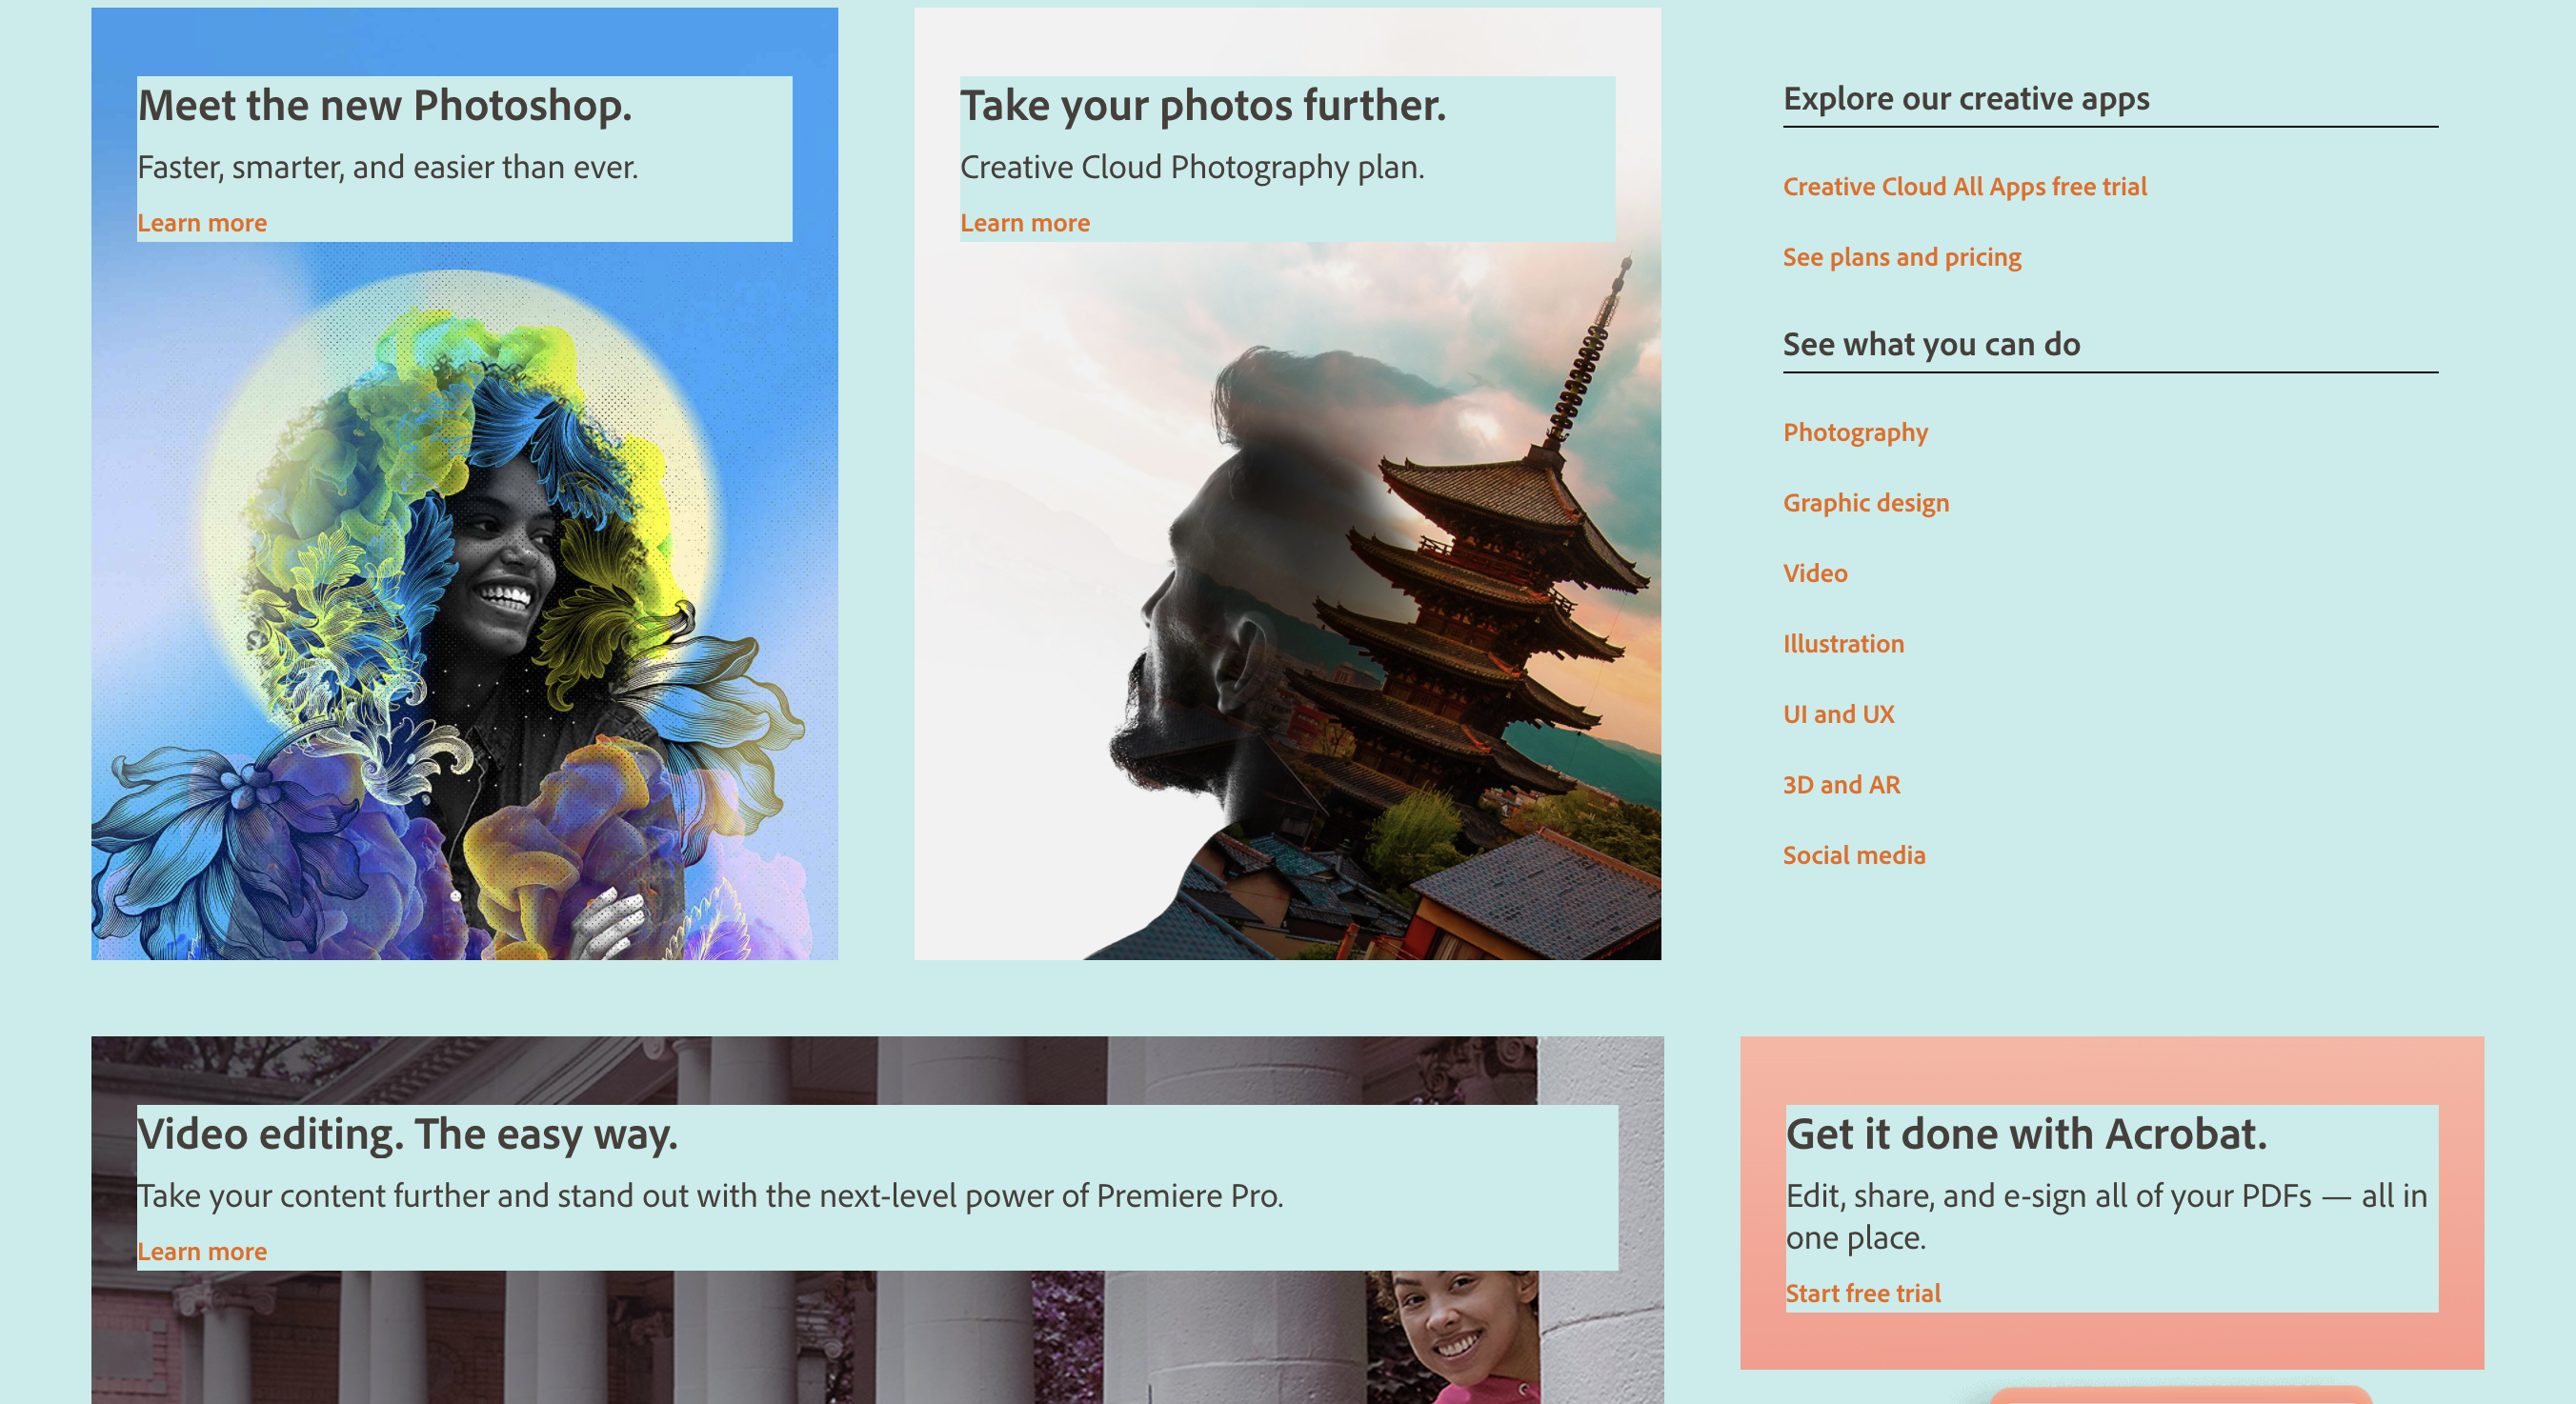 Meet the new Photoshop.
Faster, smarter, and easier than ever.
Learn more
Take your photos further.
Creative Cloud Photography plan.
Learn more
Explore our creative apps
Creative Cloud All Apps free trial
See plans and pricing
See what you can do
Photography
Graphic design
Video
Illustration
UI and UX
3D and AR
Social media
Video editing. The easy way.
Take your content further and stand out with the next-level power of Premiere Pro.
Learn more
Get it done with Acrobat.
Edit, share, and e-sign all of your PDFs — all in
one place.
Start free trial